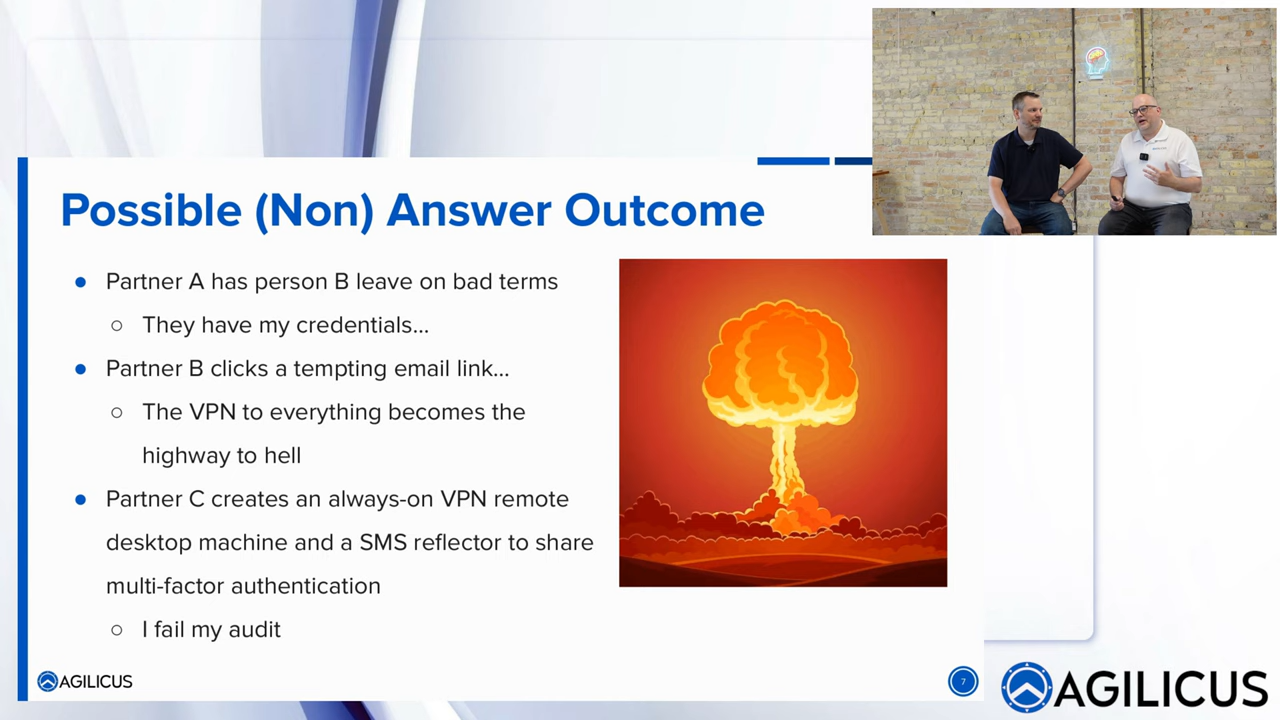 Possible (Non) Answer Outcome
● Partner A has person B leave on bad terms
○ They have my credentials...
● Partner B clicks a tempting email link...
○ The VPN to everything becomes the
highway to hell
● Partner C creates an always-on VPN remote
desktop machine and a SMS reflector to share
multi-factor authentication
○ I fail my audit
AGILICUS
7
AGILICUS